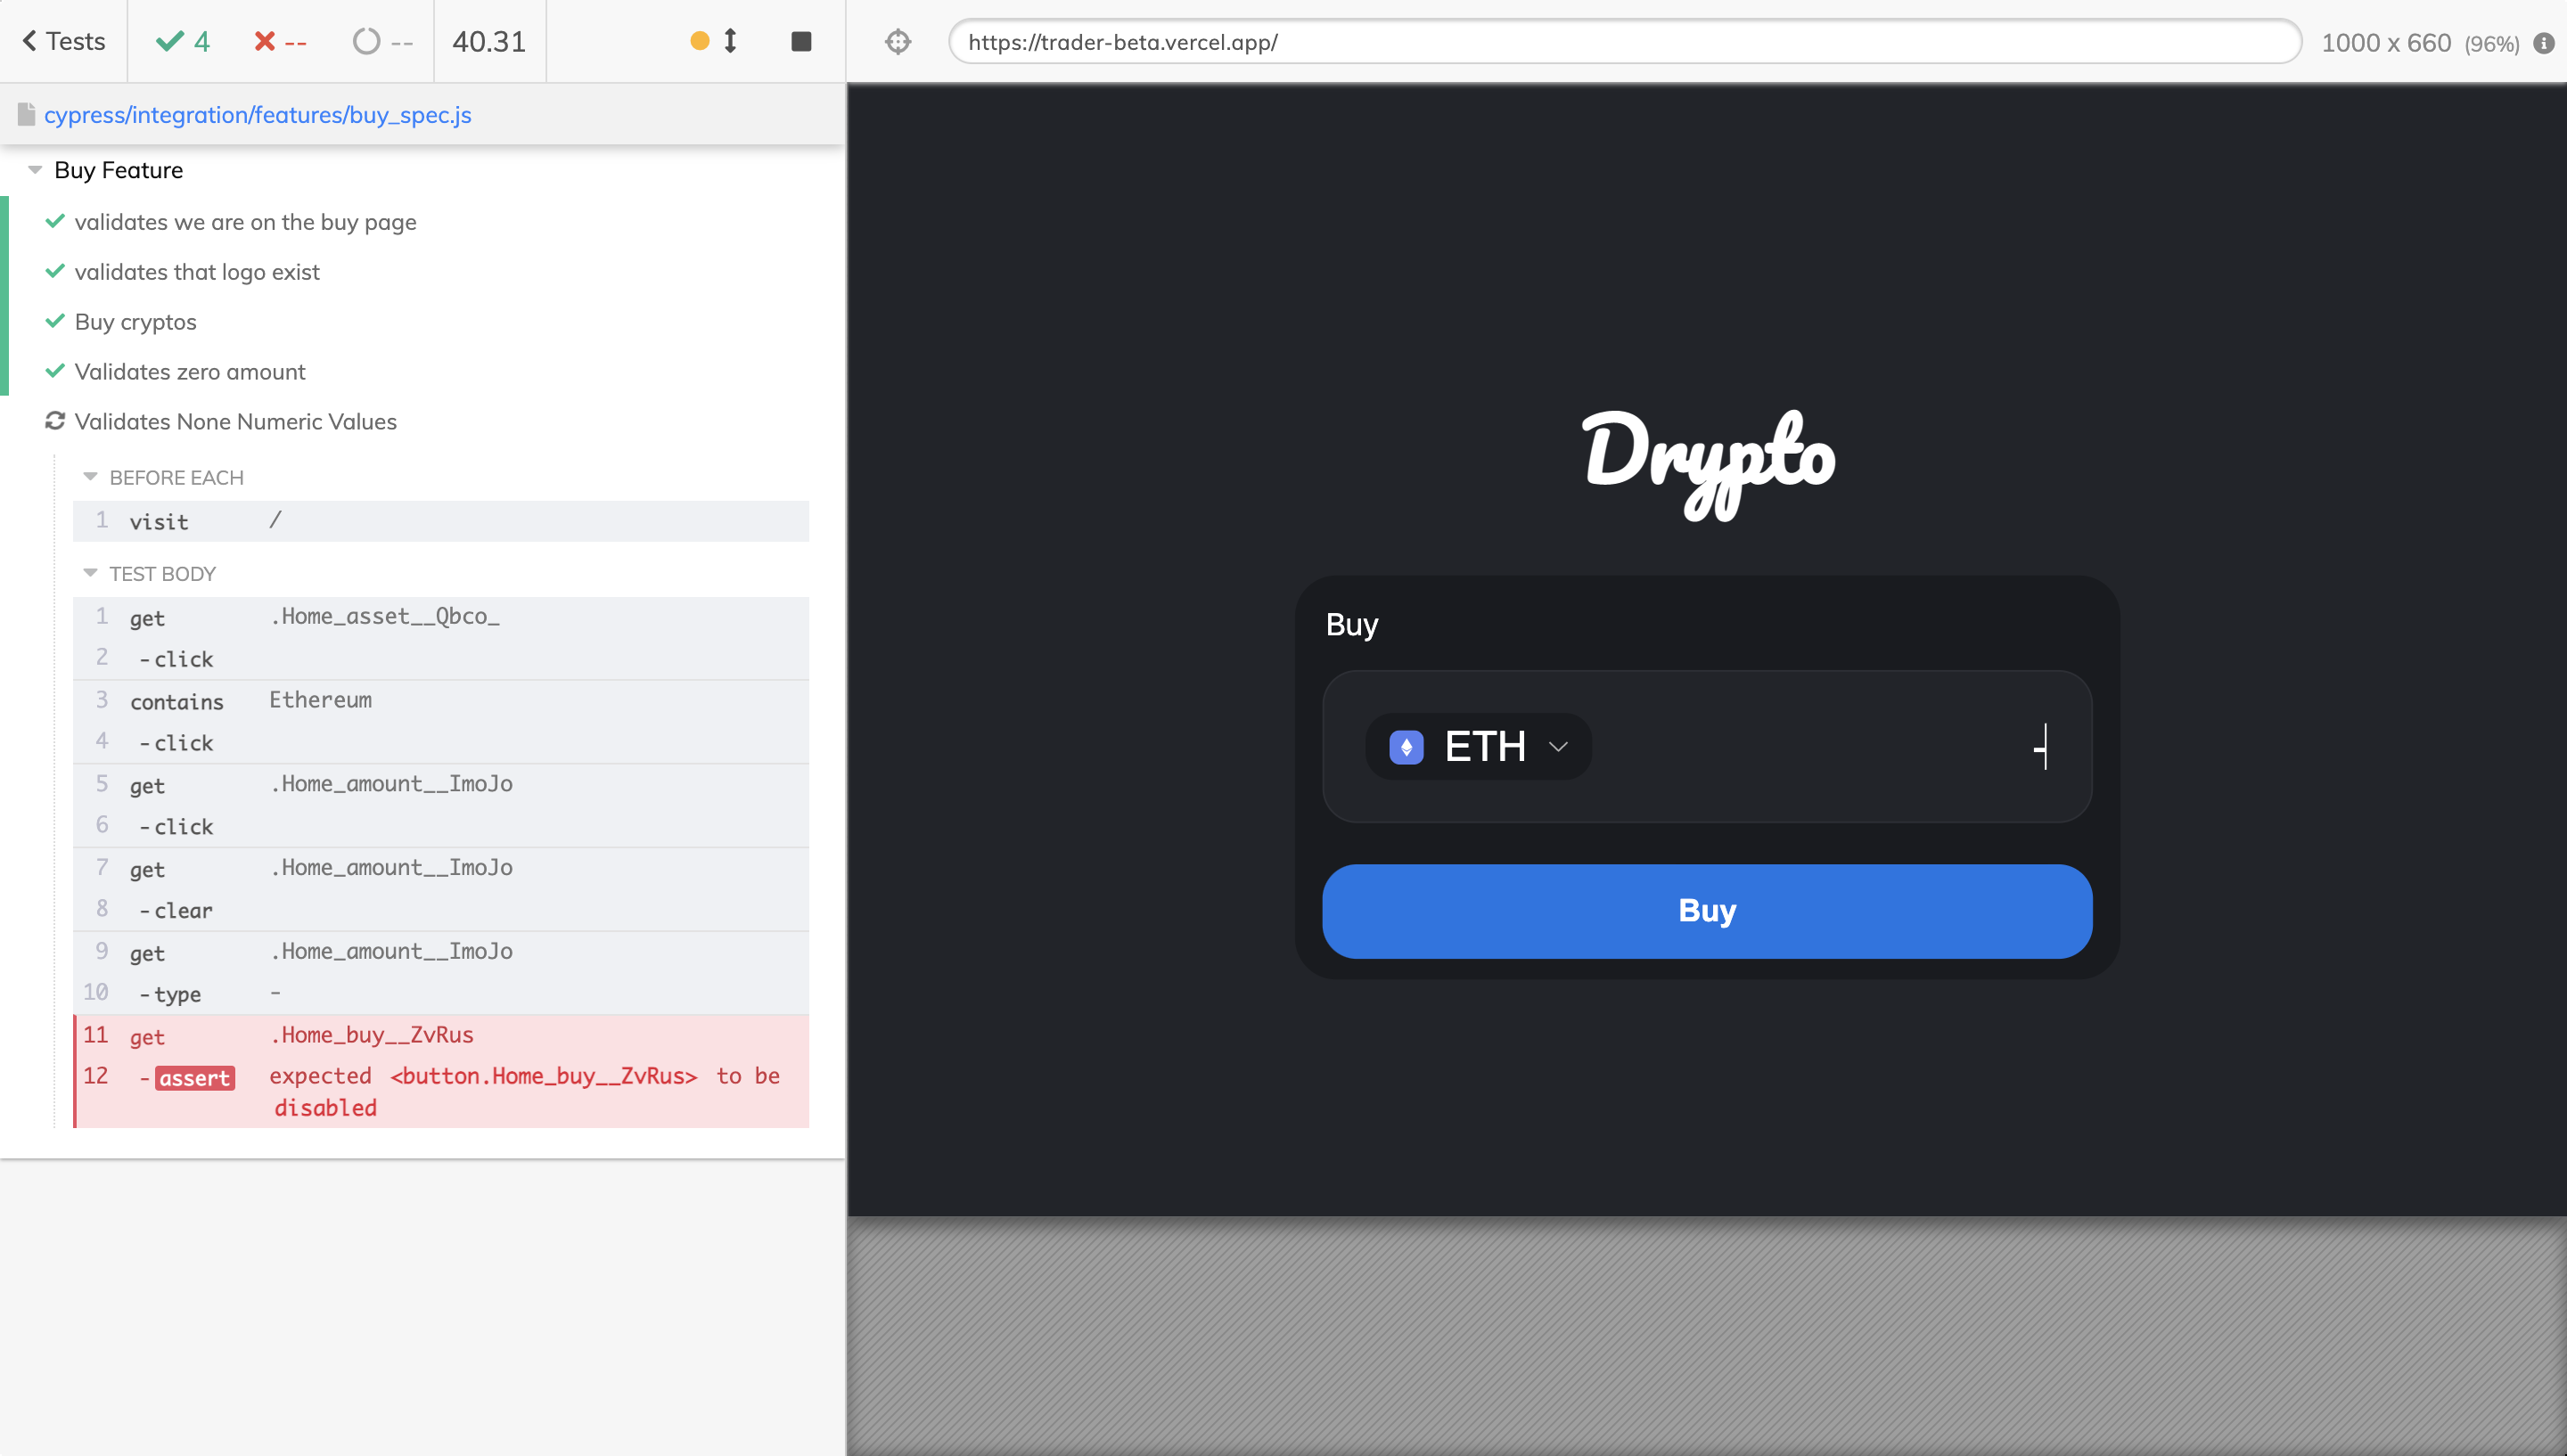 Tests
4
--
--
40.31
https://trader-beta.vercel.app/
1000 x 660 (96%)
cypress/integration/features/buy_spec.js
Buy Feature
validates we are on the buy page
validates that logo exist
Buy cryptos
Validates zero amount
Validates None Numeric Values
BEFORE EACH
1 visit /
TEST BODY
1 get .Home_asset__Qbco_
2 -click
3 contains Ethereum
4 -click
5 get .Home_amount__ImoJo
6 -click
7 get .Home_amount__ImoJo
8 -clear
9 get .Home_amount__ImoJo
10 -type -
11 get .Home_buy__ZvRus
12 -assert expected <button.Home_buy__ZvRus> to be
disabled
Drypto
Buy
ETH -
Buy